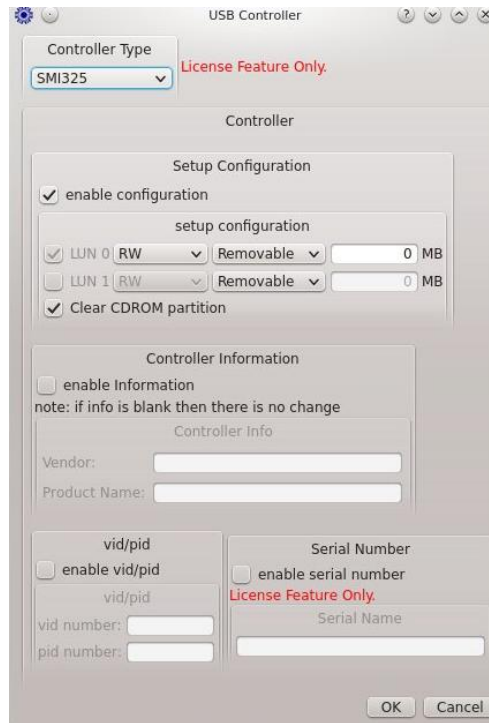 USB Controller
Controller Type
License Feature Only.
SMI325
Controller
Setup Configuration
enable configuration
setup configuration
LUN 0 RW Removable 0 MB
LUN 1 RW Removable 0 MB
Clear CDROM partition
Controller Information
enable Information
note: if info is blank then there is no change
Controller Info
Vendor:
Product Name:
vid/pid
enable vid/pid
vid/pid
vid number:
pid number:
Serial Number
enable serial number
License Feature Only.
Serial Name
OK Cancel